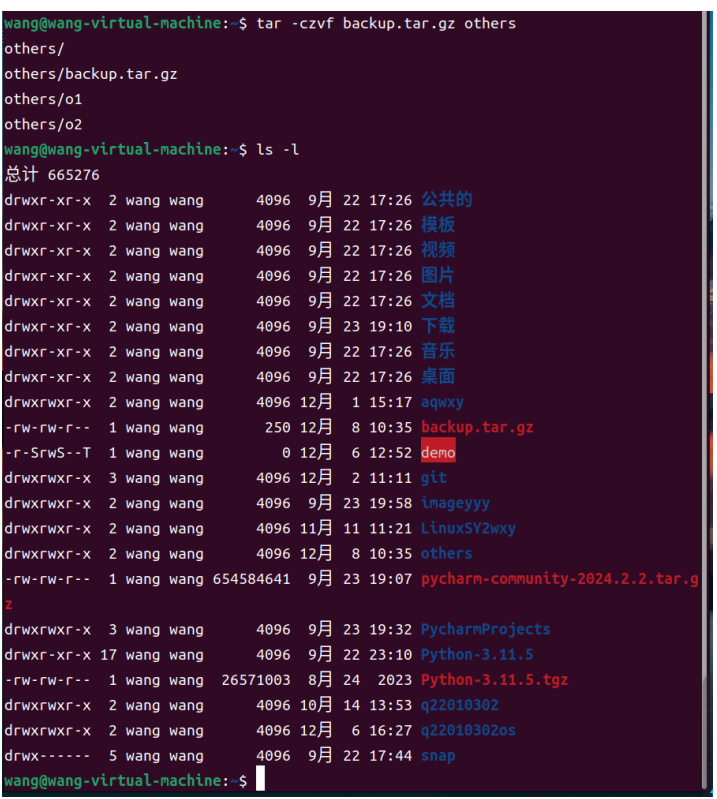 wang@wang-virtual-machine:~$ tar -czvf backup.tar.gz others
others/
others/backup.tar.gz
others/o1
others/o2
wang@wang-virtual-machine:~$ ls -l
总计 665276
drwxr-xr-x  2 wang wang      4096  9月 22 17:26 公共的
drwxr-xr-x  2 wang wang      4096  9月 22 17:26 模板
drwxr-xr-x  2 wang wang      4096  9月 22 17:26 视频
drwxr-xr-x  2 wang wang      4096  9月 22 17:26 图片
drwxr-xr-x  2 wang wang      4096  9月 22 17:26 文档
drwxr-xr-x  2 wang wang      4096  9月 23 19:10 下载
drwxr-xr-x  2 wang wang      4096  9月 22 17:26 音乐
drwxr-xr-x  2 wang wang      4096  9月 22 17:26 桌面
drwxrwxr-x  2 wang wang      4096 12月  1 15:17 aqwxy
-rw-rw-r--  1 wang wang       250 12月  8 10:35 backup.tar.gz
-r-SrwS--T  1 wang wang         0 12月  6 12:52 demo
drwxrwxr-x  3 wang wang      4096 12月  2 11:11 git
drwxrwxr-x  2 wang wang      4096  9月 23 19:58 imageyyy
drwxrwxr-x  2 wang wang      4096 11月 11 11:21 LinuxSY2wxy
drwxrwxr-x  2 wang wang      4096 12月  8 10:35 others
-rw-rw-r--  1 wang wang 654584641  9月 23 19:07 pycharm-community-2024.2.2.tar.g
z
drwxrwxr-x  3 wang wang      4096  9月 23 19:32 PycharmProjects
drwxr-xr-x 17 wang wang      4096  9月 22 23:10 Python-3.11.5
-rw-rw-r--  1 wang wang  26571003  8月 24  2023 Python-3.11.5.tgz
drwxrwxr-x  2 wang wang      4096 10月 14 13:53 q22010302
drwxrwxr-x  2 wang wang      4096 12月  6 16:27 q22010302os
drwx------  5 wang wang      4096  9月 22 17:44 snap
wang@wang-virtual-machine:~$